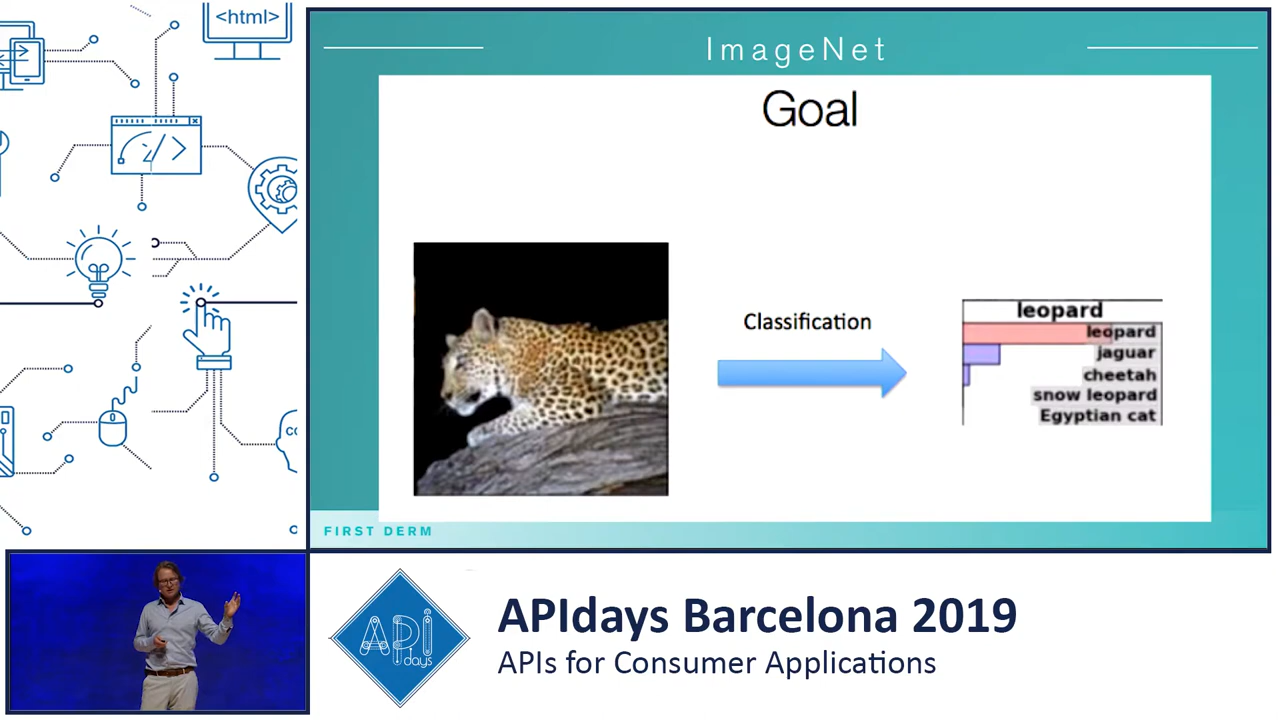 <html>
ImageNet
Goal
Classification
leopard
leopard
jaguar
cheetah
snow leopard
Egyptian cat
FIRST DERM
API
days
APIdays Barcelona 2019
APIs for Consumer Applications